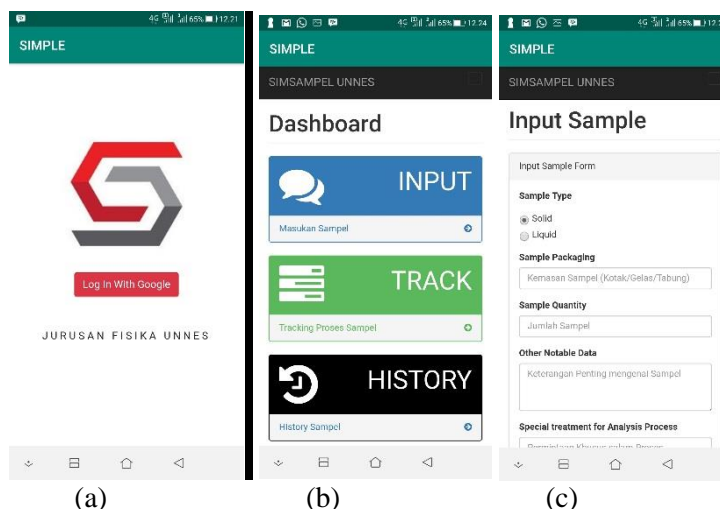 4G 65% 12.21
SIMPLE
Log In With Google
JURUSAN FISIKA UNNES
(a)
4G 65% 12.24
SIMPLE
SIMSAMPEL UNNES
Dashboard
INPUT
Masukan Sampel
TRACK
Tracking Proses Sampel
HISTORY
History Sampel
(b)
4G 65%
SIMPLE
SIMSAMPEL UNNES
Input Sample
Input Sample Form
Sample Type
Solid
Liquid
Sample Packaging
Kemasan Sampel (Kotak/Gelas/Tabung)
Sample Quantity
Jumlah Sampel
Other Notable Data
Keterangan Penting mengenai Sampel
Special treatment for Analysis Process
(c)